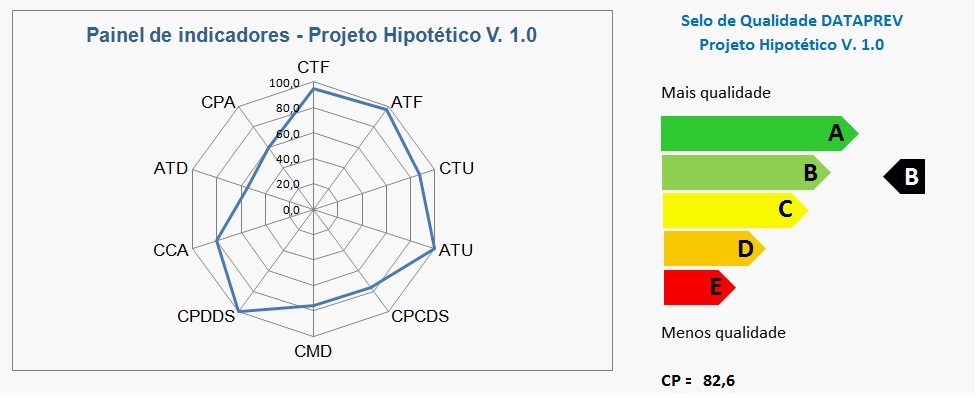 Painel de indicadores - Projeto Hipotético V. 1.0
CTF
100,0
80,0
60,0
40,0
20,0
0,0
ATF
CTU
ATU
CPCDS
CMD
CPDDS
CCA
ATD
CPA
Selo de Qualidade DATAPREV
Projeto Hipotético V. 1.0
Mais qualidade
A
B
B
C
D
E
Menos qualidade
CP = 82,6